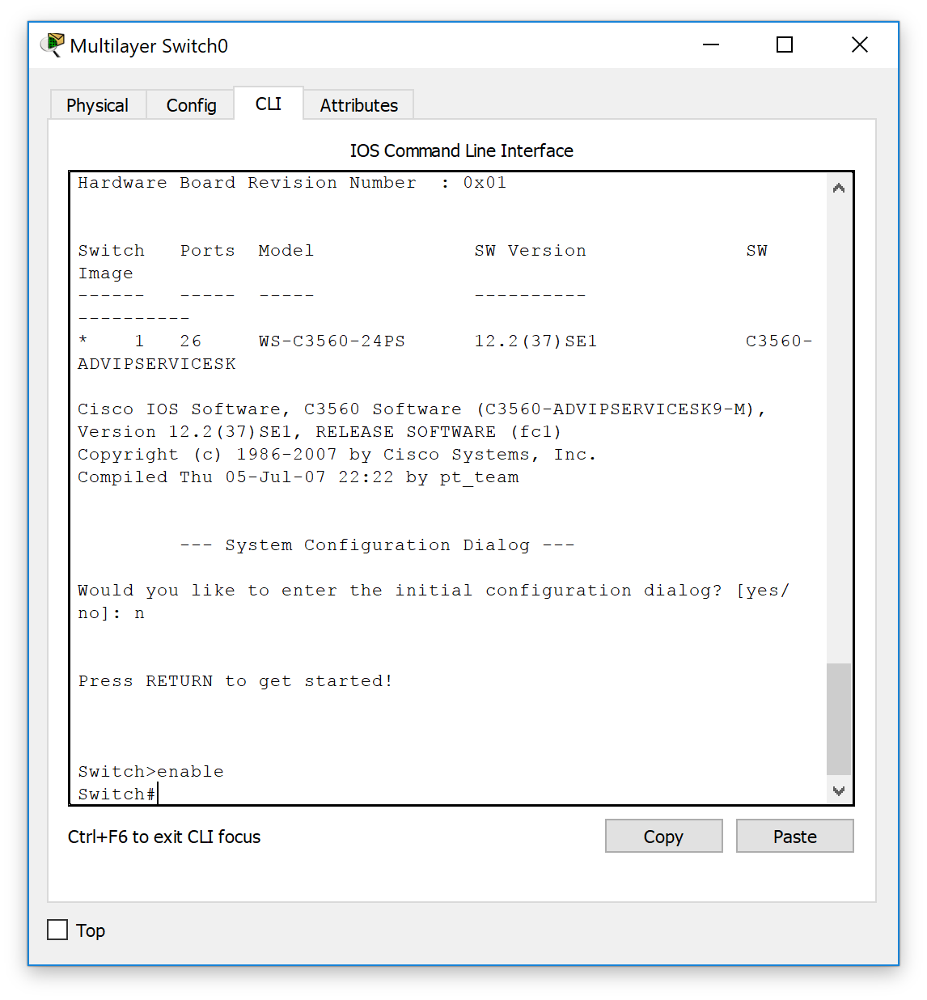 Multilayer Switch0
Physical Config CLI Attributes
IOS Command Line Interface
Hardware Board Revision Number  : 0x01
Switch   Ports  Model              SW Version              SW
Image
------   -----  -----              ----------
----------
*    1   26     WS-C3560-24PS      12.2(37)SE1             C3560-
ADVIPSERVICESK
Cisco IOS Software, C3560 Software (C3560-ADVIPSERVICESK9-M),
Version 12.2(37)SE1, RELEASE SOFTWARE (fc1)
Copyright (c) 1986-2007 by Cisco Systems, Inc.
Compiled Thu 05-Jul-07 22:22 by pt_team
--- System Configuration Dialog ---
Would you like to enter the initial configuration dialog? [yes/
no]: n
Press RETURN to get started!
Switch>enable
Switch#
Ctrl+F6 to exit CLI focus Copy Paste
Top